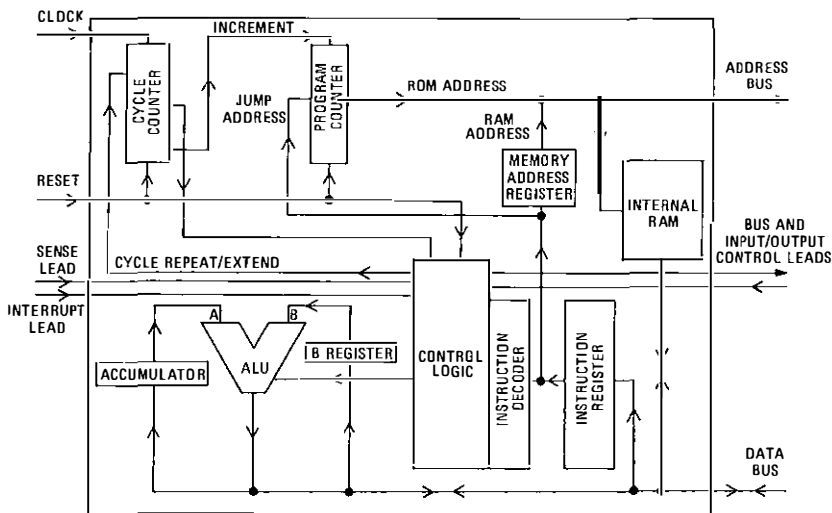 CLOCK
INCREMENT
CYCLE
COUNTER
PROGRAM
COUNTER
JUMP
ADDRESS
ROM ADDRESS
ADDRESS
BUS
RAM
ADDRESS
MEMORY
ADDRESS
REGISTER
INTERNAL
RAM
RESET
SENSE
LEAD
CYCLE REPEAT/EXTEND
BUS AND
INPUT/OUTPUT
CONTROL LEADS
INTERRUPT
LEAD
A
B
ALU
B REGISTER
ACCUMULATOR
CONTROL
LOGIC
INSTRUCTION
DECODER
INSTRUCTION
REGISTER
DATA
BUS